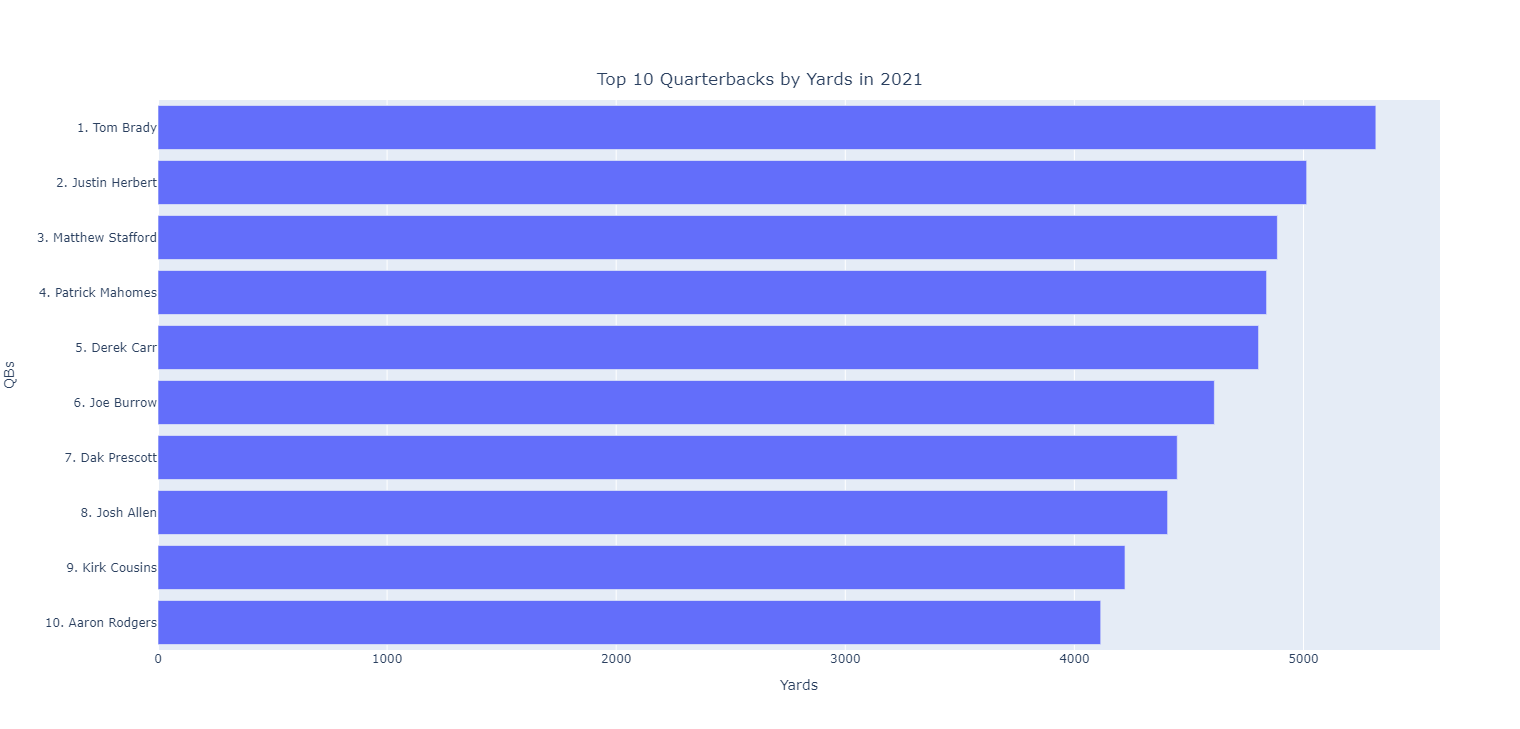 Top 10 Quarterbacks by Yards in 2021
QBs
1. Tom Brady
2. Justin Herbert
3. Matthew Stafford
4. Patrick Mahomes
5. Derek Carr
6. Joe Burrow
7. Dak Prescott
8. Josh Allen
9. Kirk Cousins
10. Aaron Rodgers
0 1000 2000 3000 4000 5000
Yards